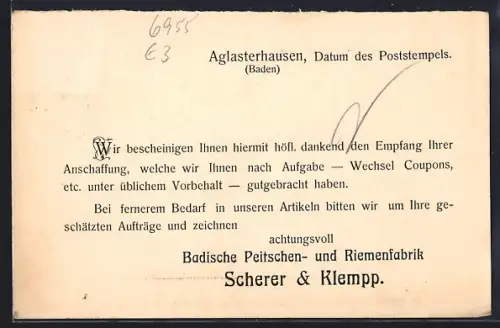 6955
€3
Aglasterhausen, Datum des Poststempels.
(Baden)
Wir bescheinigen Ihnen hiermit höfl. dankend den Empfang Ihrer
Anschaffung, welche wir Ihnen nach Aufgabe — Wechsel Coupons,
etc. unter üblichem Vorbehalt — gutgebracht haben.
Bei fernerem Bedarf in unseren Artikeln bitten wir um Ihre ge-
schätzten Aufträge und zeichnen
achtungsvoll
Badische Peitschen- und Riemenfabrik
Scherer & Klempp.